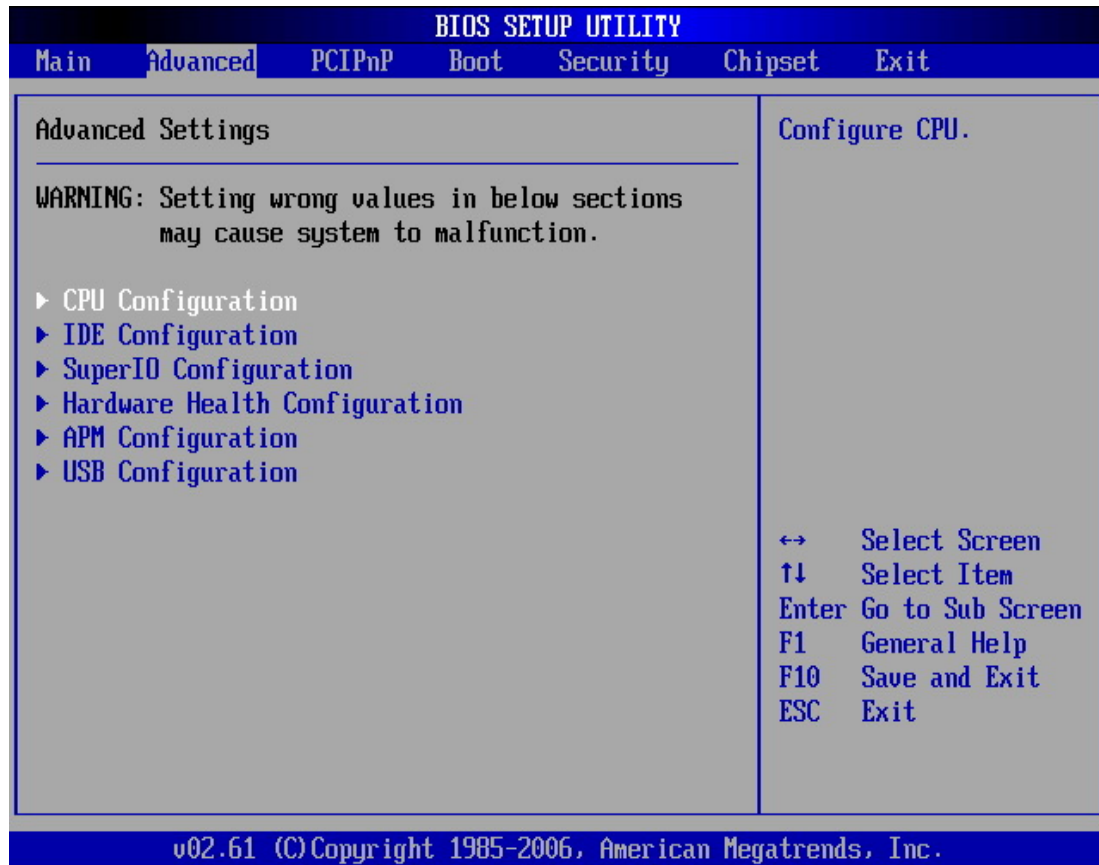 BIOS SETUP UTILITY
Main Advanced PCIPnP Boot Security Chipset Exit
Advanced Settings
WARNING: Setting wrong values in below sections
may cause system to malfunction.
CPU Configuration
IDE Configuration
SuperIO Configuration
Hardware Health Configuration
APM Configuration
USB Configuration
Configure CPU.
↔ Select Screen
↑↓ Select Item
Enter Go to Sub Screen
F1 General Help
F10 Save and Exit
ESC Exit
v02.61 (C)Copyright 1985-2006, American Megatrends, Inc.